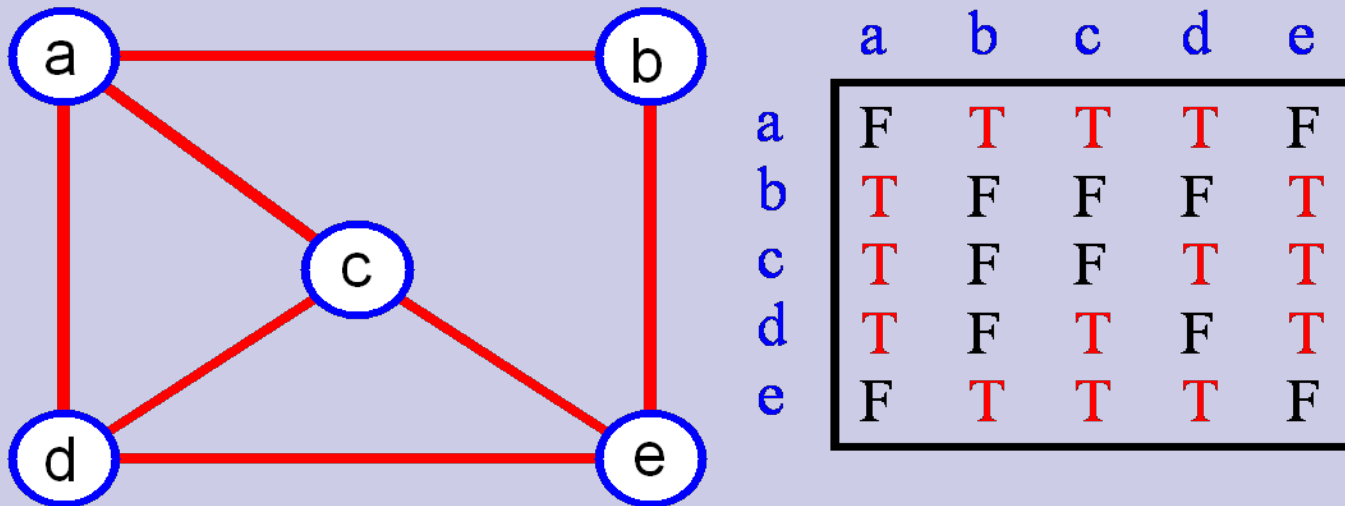 a b
c
d e
a b c d e
a F T T T F
b T F F F T
c T F F T T
d T F T F T
e F T T T F